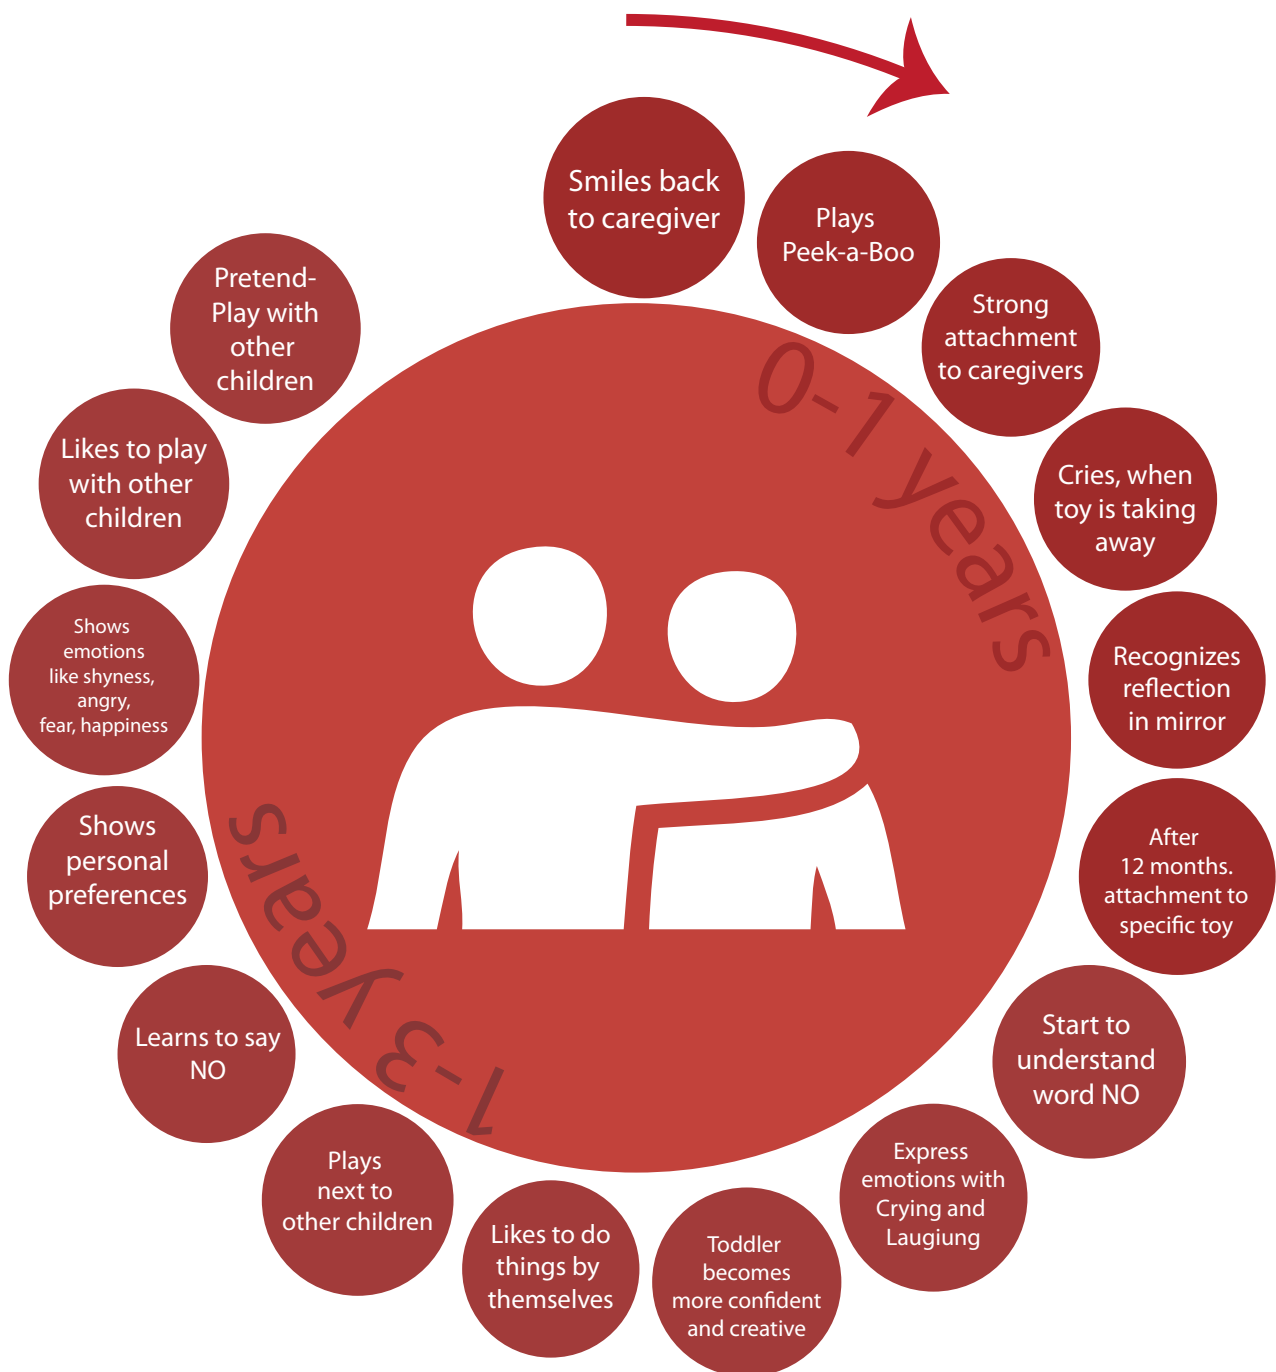 Smiles back
to caregiver
Plays
Peek-a-Boo
Strong
attachment
to caregivers
Cries, when
toy is taking
away
Recognizes
reflection
in mirror
After
12 months.
attachment to
specific toy
Start to
understand
word NO
Express
emotions with
Crying and
Laugiung
Toddler
becomes
more confident
and creative
Likes to do
things by
themselves
Plays
next to
other children
Learns to say
NO
Shows
personal
preferences
Shows
emotions
like shyness,
angry,
fear, happiness
Likes to play
with other
children
Pretend-
Play with
other
children
0-1 years
1-3 years